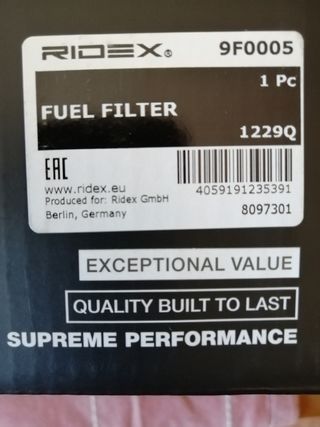 RIDEX® 9F0005
1 Pc
FUEL FILTER
1229Q
EAC
www.ridex.eu
Produced for: Ridex GmbH
Berlin, Germany
4059191235391
8097301
EXCEPTIONAL VALUE
QUALITY BUILT TO LAST
SUPREME PERFORMANCE